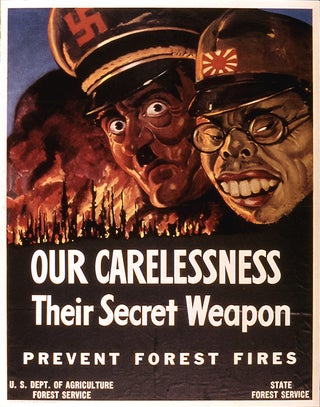 OUR CARELESSNESS
Their Secret Weapon
PREVENT FOREST FIRES
U. S. DEPT. OF AGRICULTURE
FOREST SERVICE
STATE
FOREST SERVICE